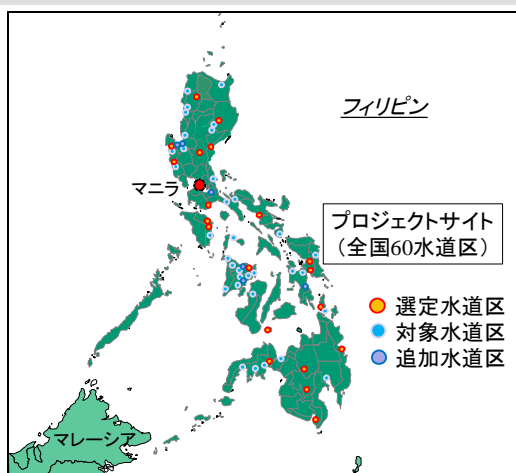 フィリピン
マニラ
プロジェクトサイト
（全国60水道区）
選定水道区
対象水道区
追加水道区
マレーシア